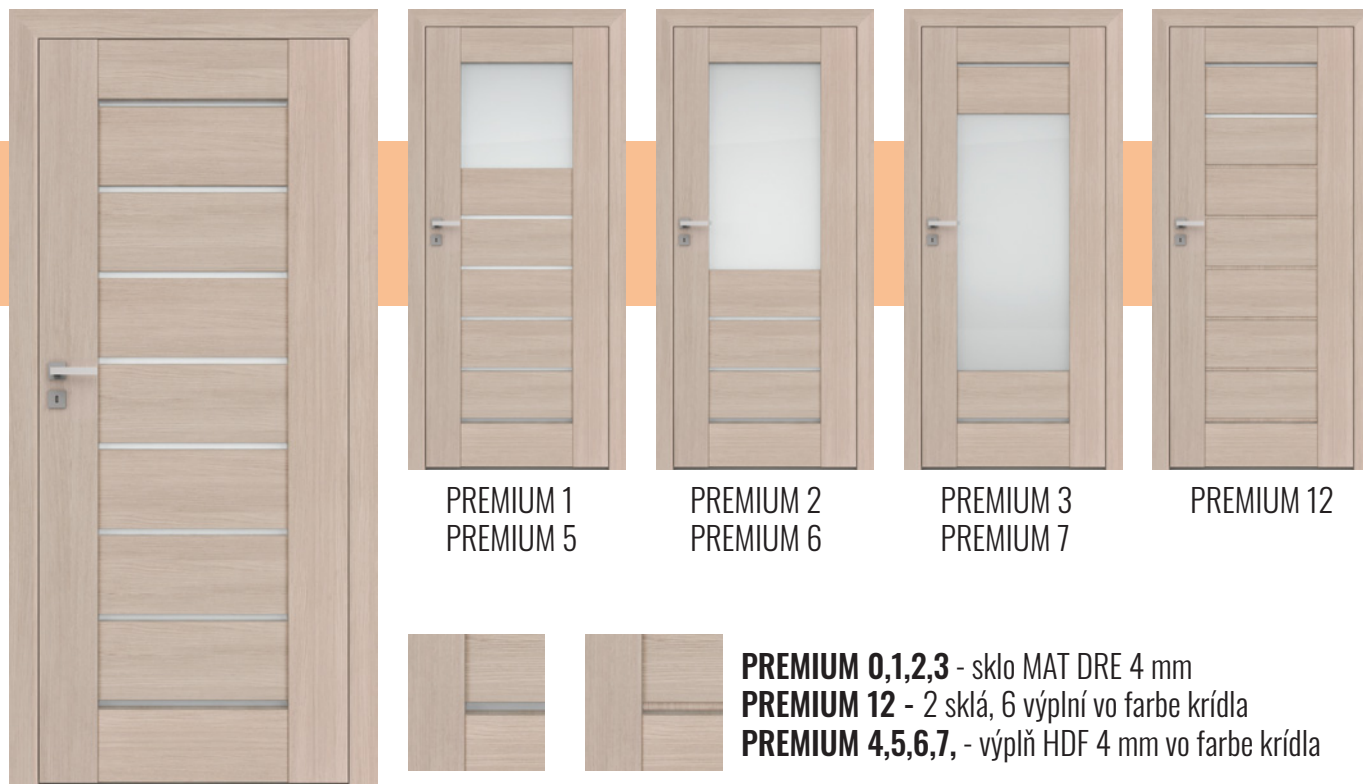 PREMIUM 1
PREMIUM 5
PREMIUM 2
PREMIUM 6
PREMIUM 3
PREMIUM 7
PREMIUM 12
PREMIUM 0,1,2,3 - sklo MAT DRE 4 mm
PREMIUM 12 - 2 sklá, 6 výplní vo farbe krídla
PREMIUM 4,5,6,7, - výplň HDF 4 mm vo farbe krídla